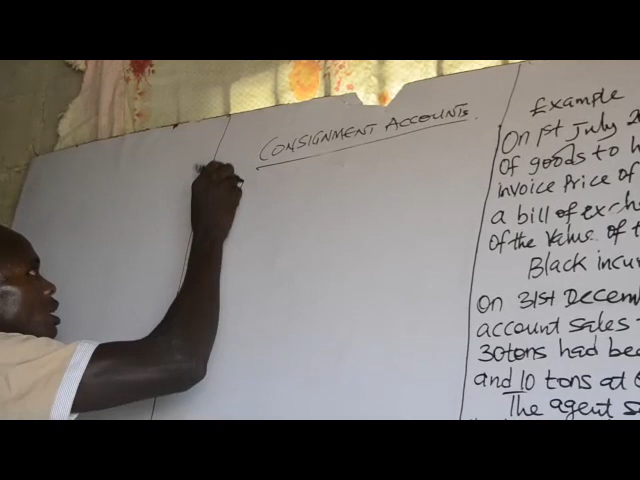 CONSIGNMENT ACCOUNTS.
Example
On 1st July
Of goods to
invoice Price of
a bill of exch
Of the Value of
Black incur
On 31st Decem
account sales
30tons had bee
and 10 tons at
The agent